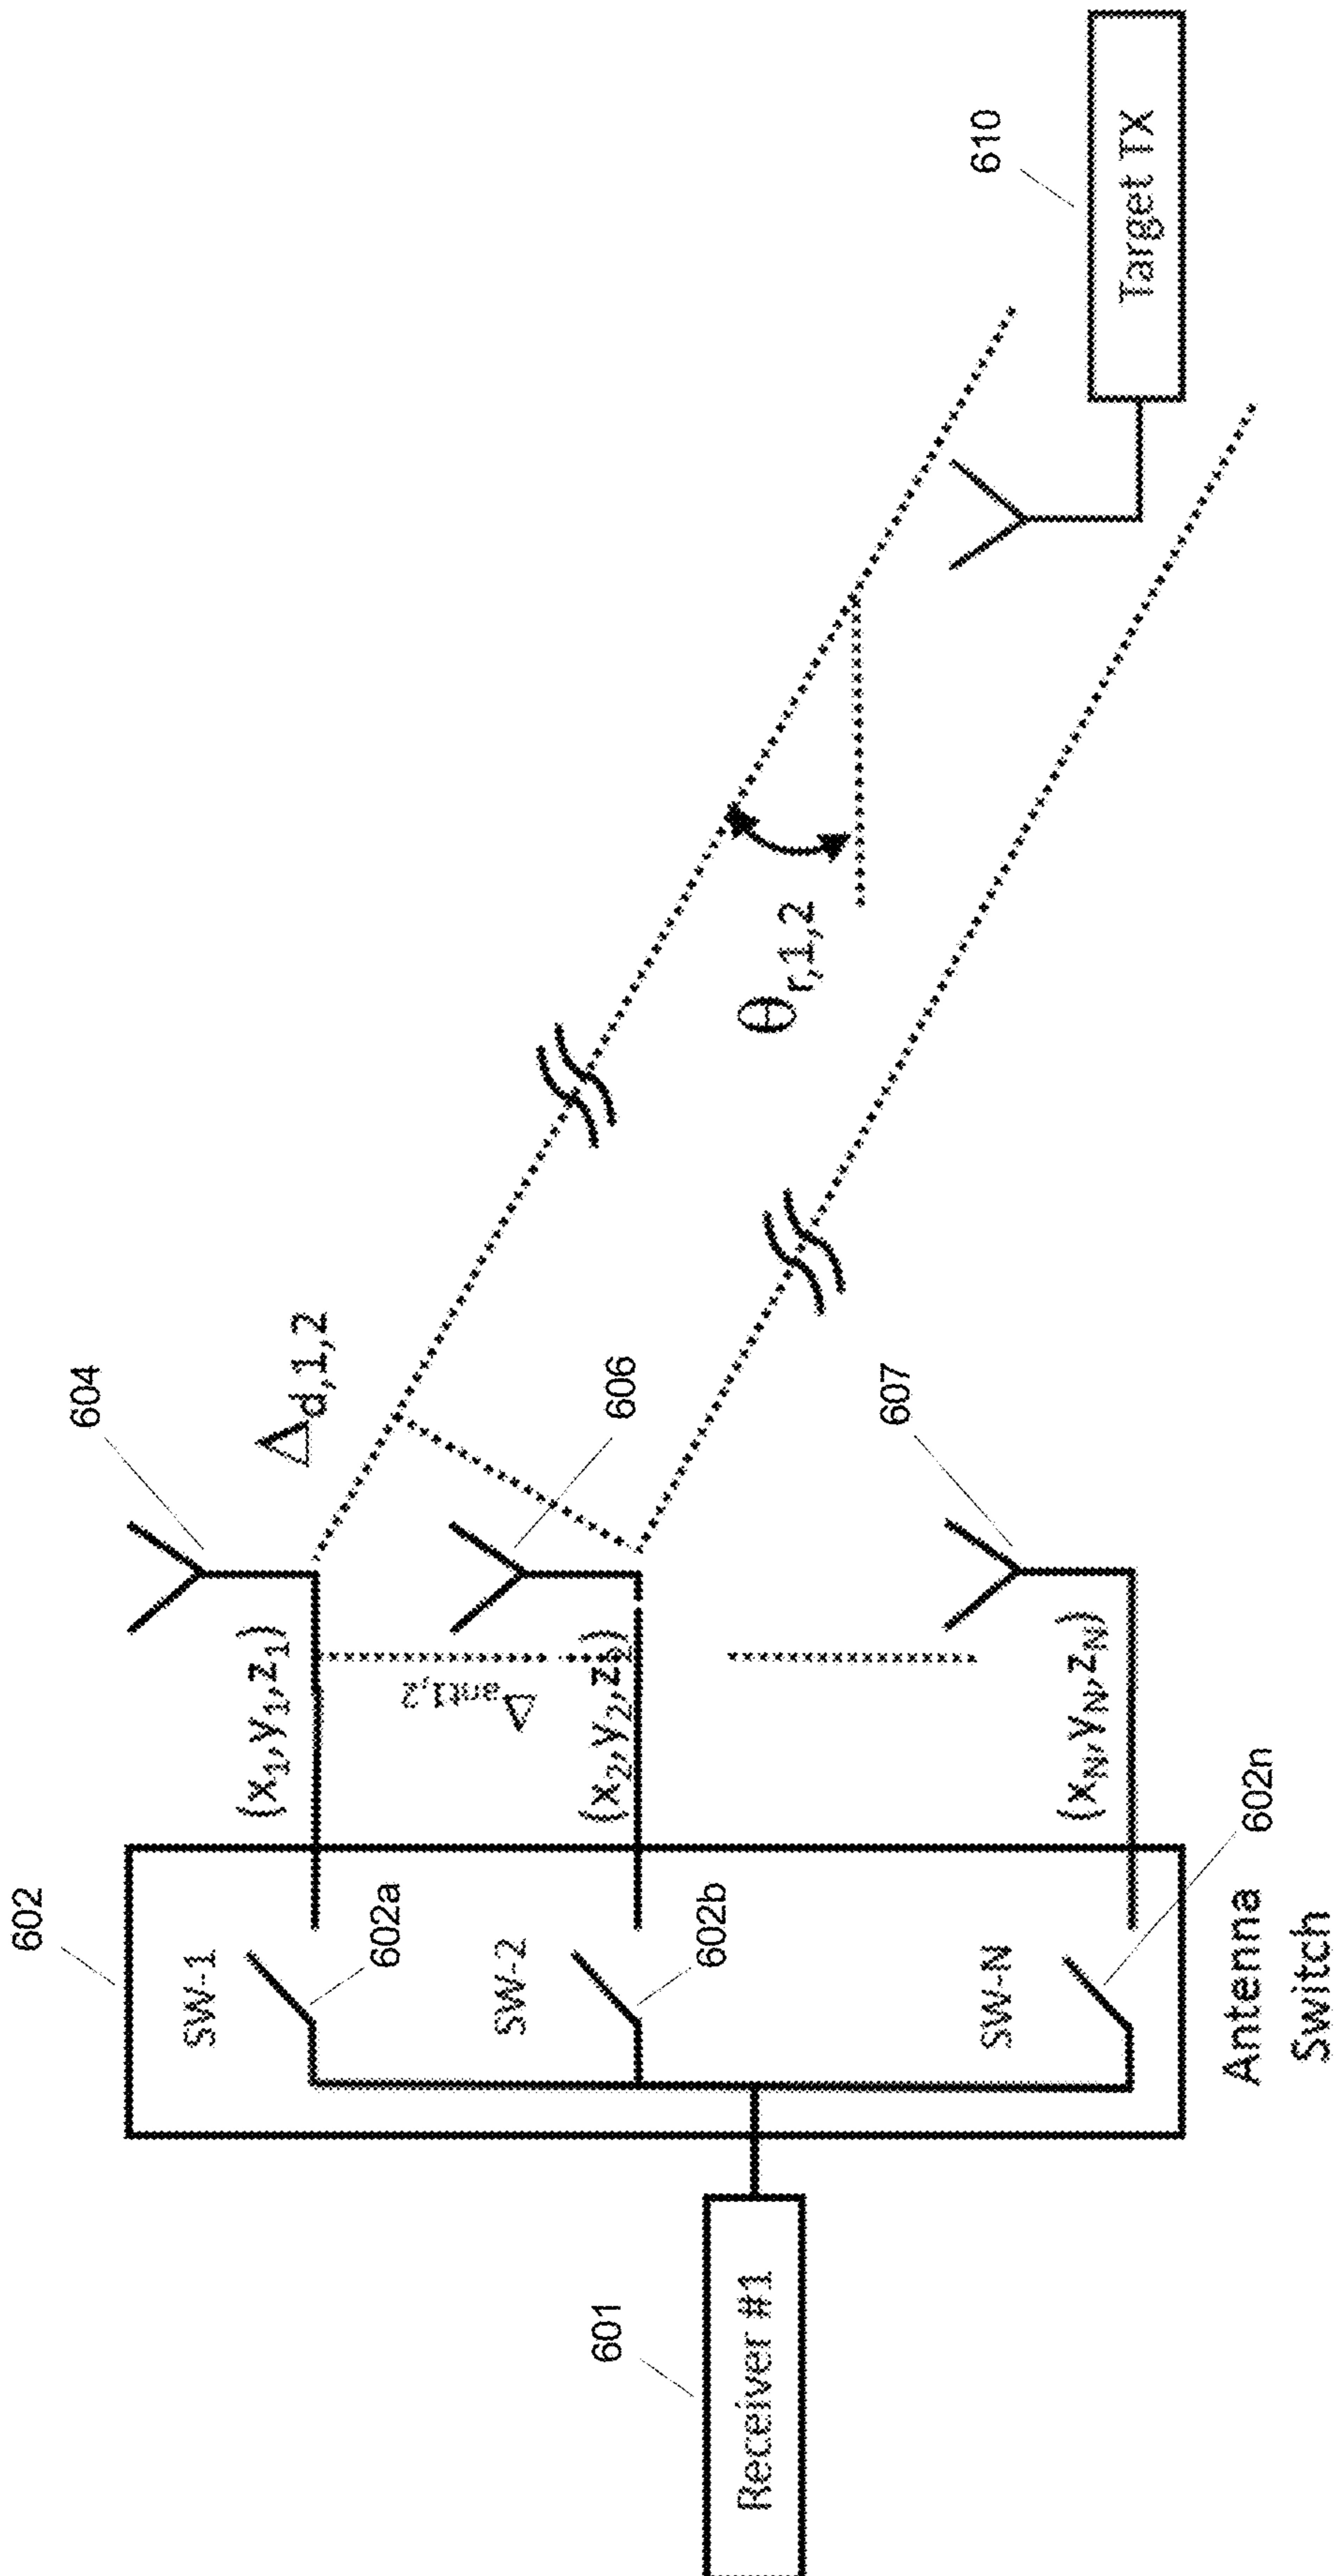 602
SW-1
602a
SW-2
602b
SW-N
602n
Antenna
Switch
601
Receiver #1
(x₁,y₁,z₁)
604
Δd,1,2
Δant1,2
(x₂,y₂,z₂)
606
(xN,yN,zN)
607
θr,1,2
610
Target TX